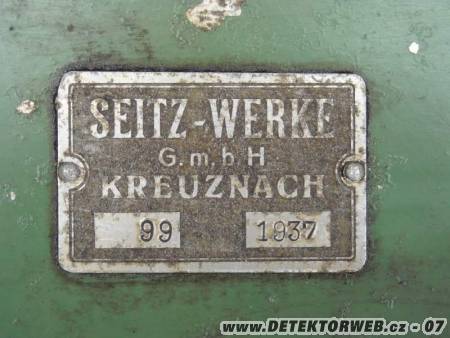 SEITZ-WERKE
G.m.b.H
KREUZNACH
99 1937
www.DETEKTORWEB.cz - 07